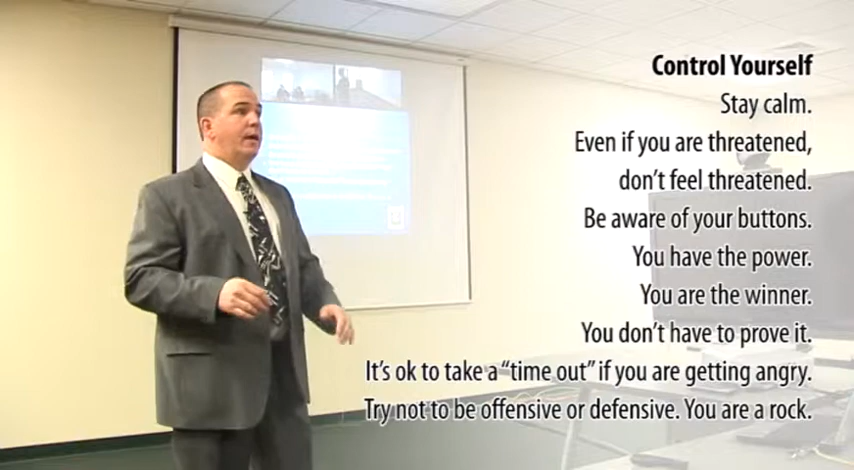 Control Yourself
Stay calm.
Even if you are threatened,
don't feel threatened.
Be aware of your buttons.
You have the power.
You are the winner.
You don't have to prove it.
It's ok to take a “time out” if you are getting angry.
Try not to be offensive or defensive. You are a rock.